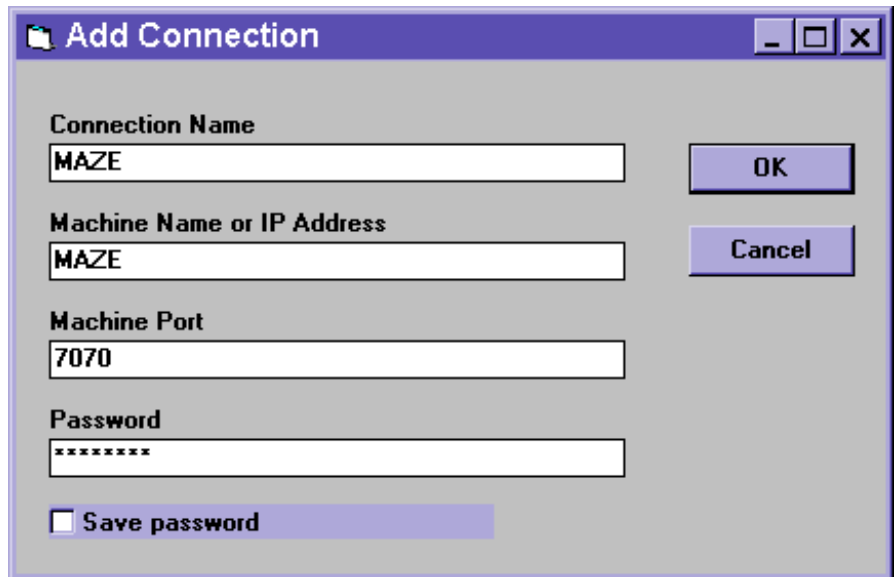 Add Connection
Connection Name
MAZE
OK
Machine Name or IP Address
MAZE
Cancel
Machine Port
7070
Password
********
Save password